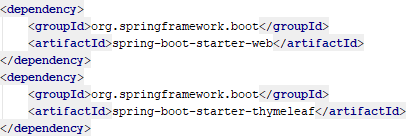 <dependency>
    <groupId>org.springframework.boot</groupId>
    <artifactId>spring-boot-starter-web</artifactId>
</dependency>
<dependency>
    <groupId>org.springframework.boot</groupId>
    <artifactId>spring-boot-starter-thymeleaf</artifactId>
</dependency>